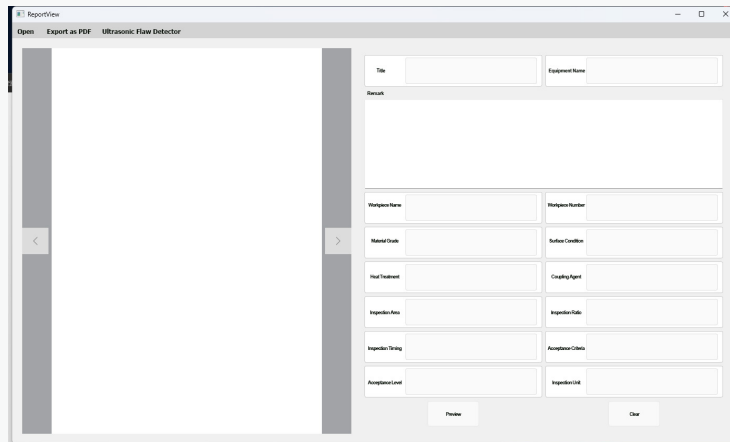 ReportView
Open Export as PDF Ultrasonic Flaw Detector
Title Equipment Name
Remark
Workpiece Name Workpiece Number
Material Grade Surface Condition
Heat Treatment Coupling Agent
Inspection Area Inspection Ratio
Inspection Timing Acceptance Criteria
Acceptance Level Inspection Unit
Preview Clear